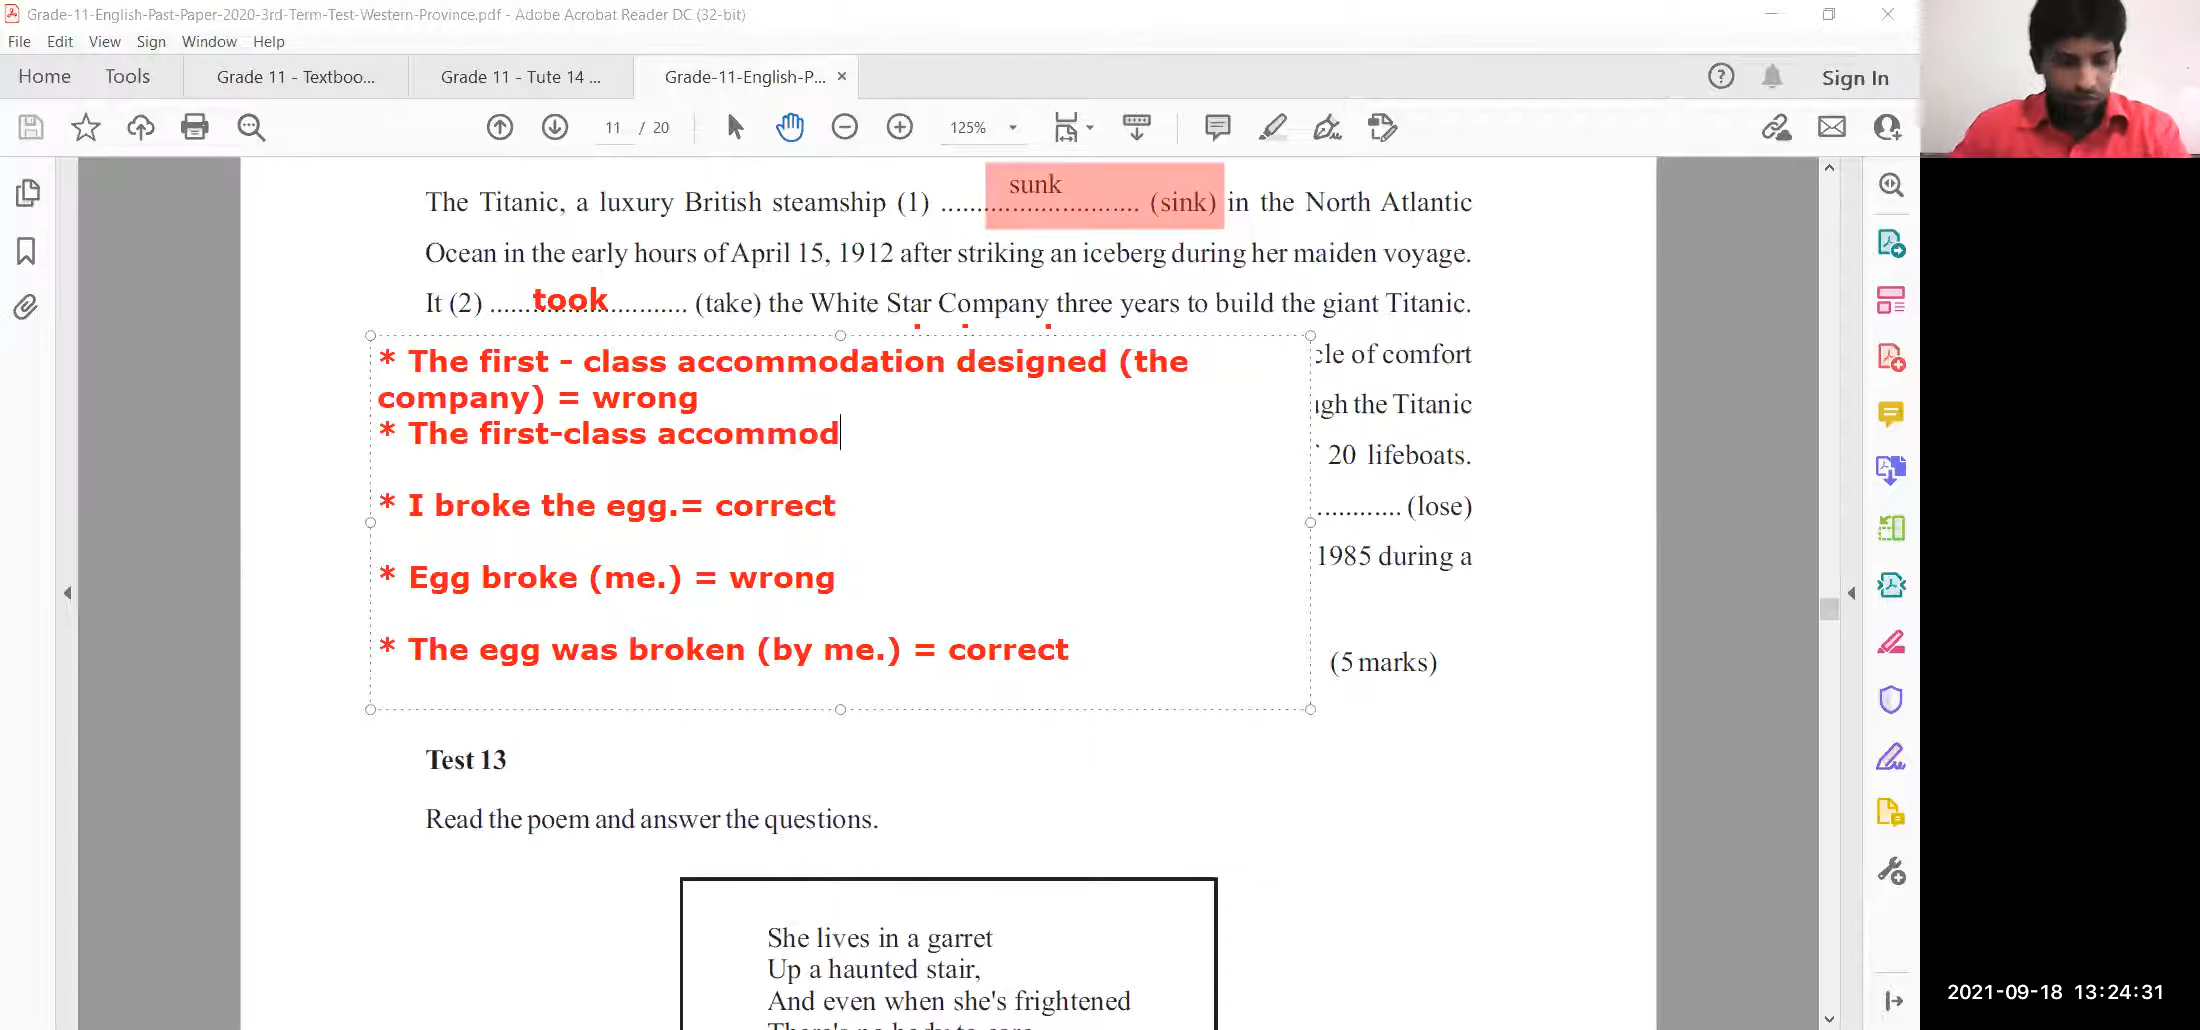 Grade-11-English-Past-Paper-2020-3rd-Term-Test-Western-Province.pdf - Adobe Acrobat Reader DC (32-bit)
File Edit View Sign Window Help
Home Tools Grade 11 - Textboo... Grade 11 - Tute 14 ... Grade-11-English-P... × Sign In
11 / 20 125%
sunk
The Titanic, a luxury British steamship (1) ............................ (sink) in the North Atlantic
Ocean in the early hours of April 15, 1912 after striking an iceberg during her maiden voyage.
took
It (2) ............................ (take) the White Star Company three years to build the giant Titanic.
* The first - class accommodation designed (the
cle of comfort
company) = wrong
gh the Titanic
* The first-class accommod
20 lifeboats.
* I broke the egg.= correct
............ (lose)
1985 during a
* Egg broke (me.) = wrong
* The egg was broken (by me.) = correct
(5 marks)
Test 13
Read the poem and answer the questions.
She lives in a garret
Up a haunted stair,
And even when she's frightened
2021-09-18 13:24:31